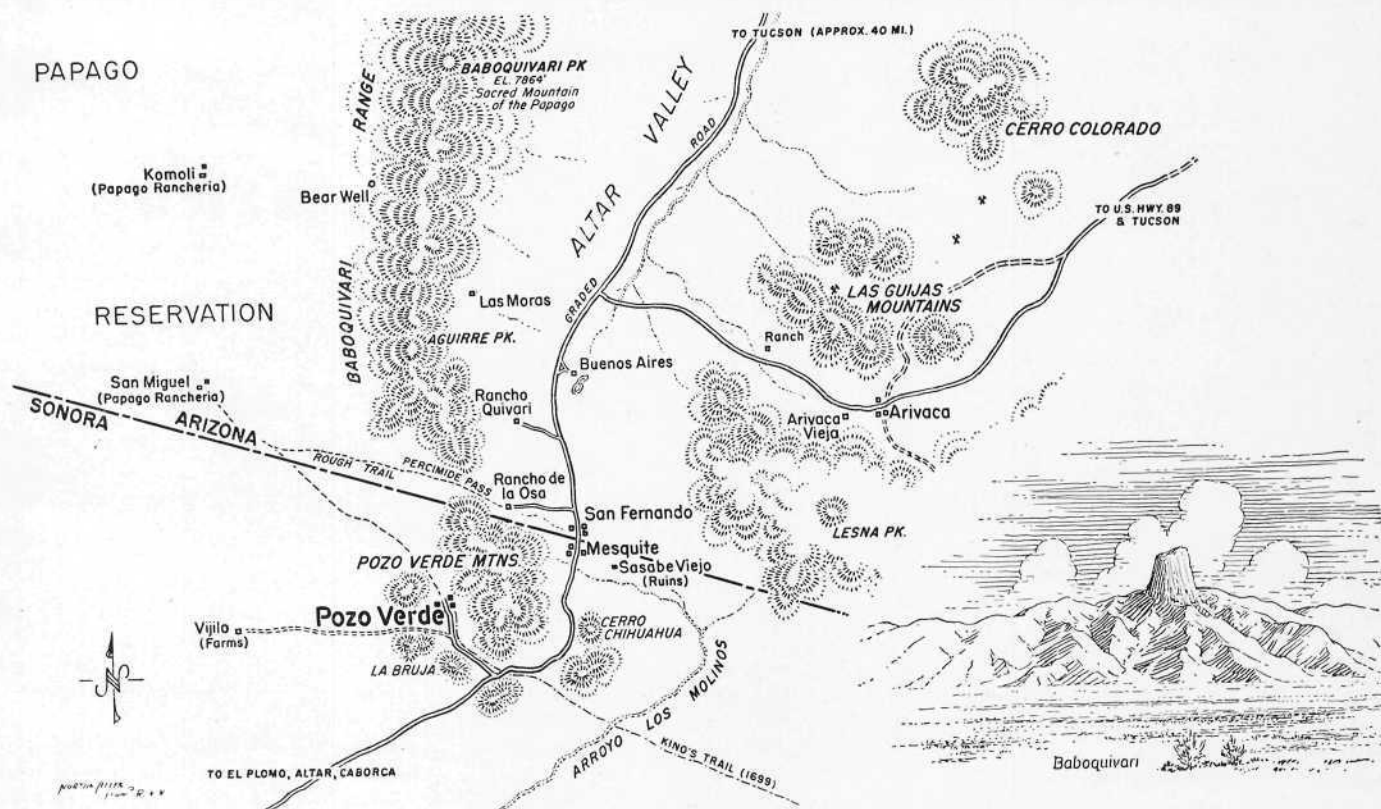 PAPAGO
RESERVATION
TO TUCSON (APPROX. 40 MI.)
BABOQUIVARI PK
EL. 7864'
Sacred Mountain
of the Papago
RANGE
BABOQUIVARI
ALTAR
VALLEY
GRADED
ROAD
CERRO COLORADO
Komoli
(Papago Rancheria)
Bear Well
TO U.S. HWY. 89
& TUCSON
Las Moras
LAS GUIJAS
MOUNTAINS
AGUIRRE PK.
Ranch
Buenos Aires
San Miguel
(Papago Rancheria)
Rancho
Quivari
Arivaca
Vieja
Arivaca
SONORA
ARIZONA
ROUGH TRAIL
PERCIMIDE PASS
Rancho de
la Osa
San Fernando
LESNA PK.
Mesquite
Sasabe Viejo
(Ruins)
POZO VERDE MTNS
Pozo Verde
Vijilo
(Farms)
CERRO
CHIHUAHUA
LA BRUJA
N
ARROYO LOS MOLINOS
KINO'S TRAIL (1699)
TO EL PLOMO, ALTAR, CABORCA
Baboquivari